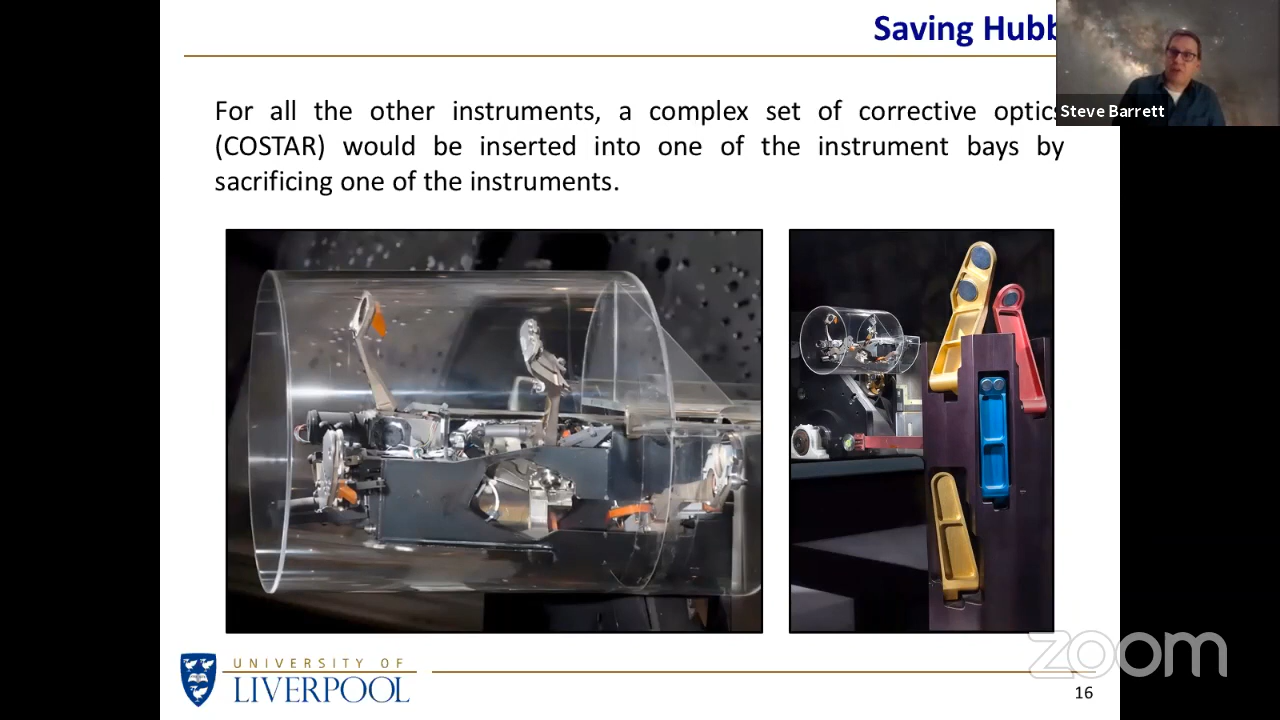 Saving Hubb
Steve Barrett
For all the other instruments, a complex set of corrective optics
(COSTAR) would be inserted into one of the instrument bays by
sacrificing one of the instruments.
UNIVERSITY OF
LIVERPOOL
zoom
16